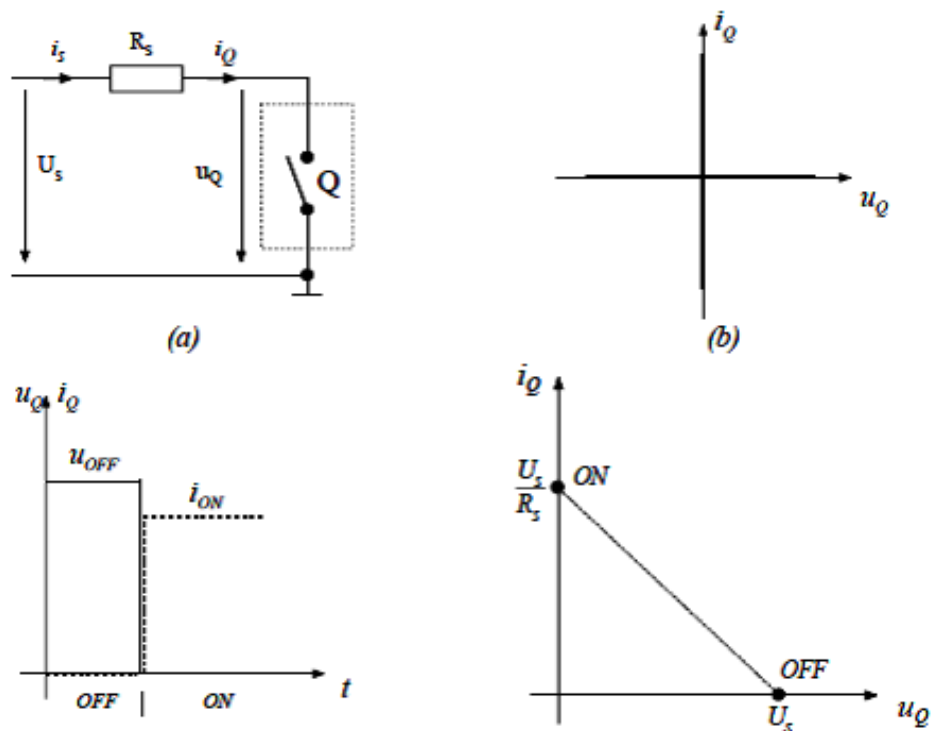 i_s R_s i_Q
U_s u_Q Q
(a)
i_Q
u_Q
(b)
u_Q i_Q
u_OFF
i_ON
OFF ON t
i_Q
U_s/R_s ON
OFF
U_s u_Q